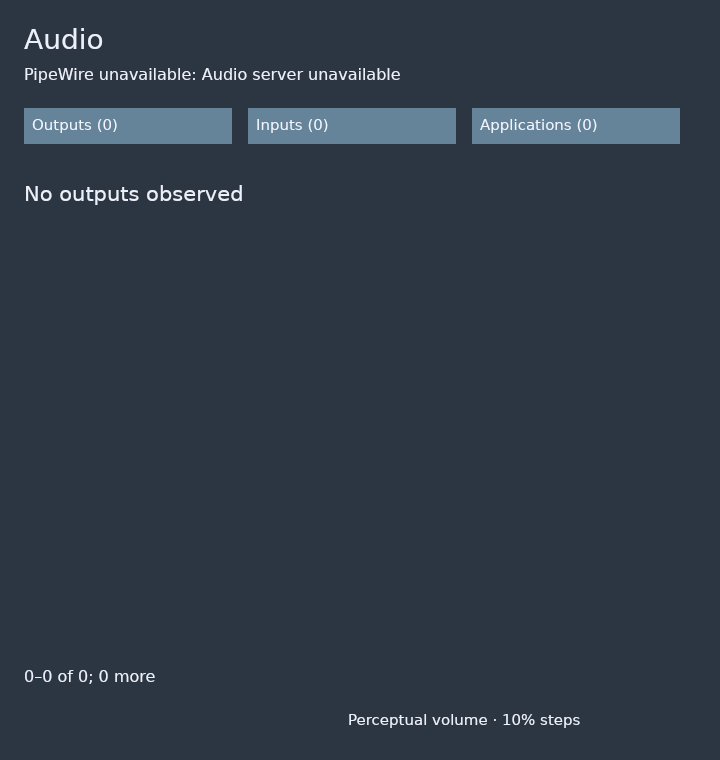 Audio
PipeWire unavailable: Audio server unavailable
Outputs (0)
Inputs (0)
Applications (0)
No outputs observed
0–0 of 0; 0 more
Perceptual volume · 10% steps